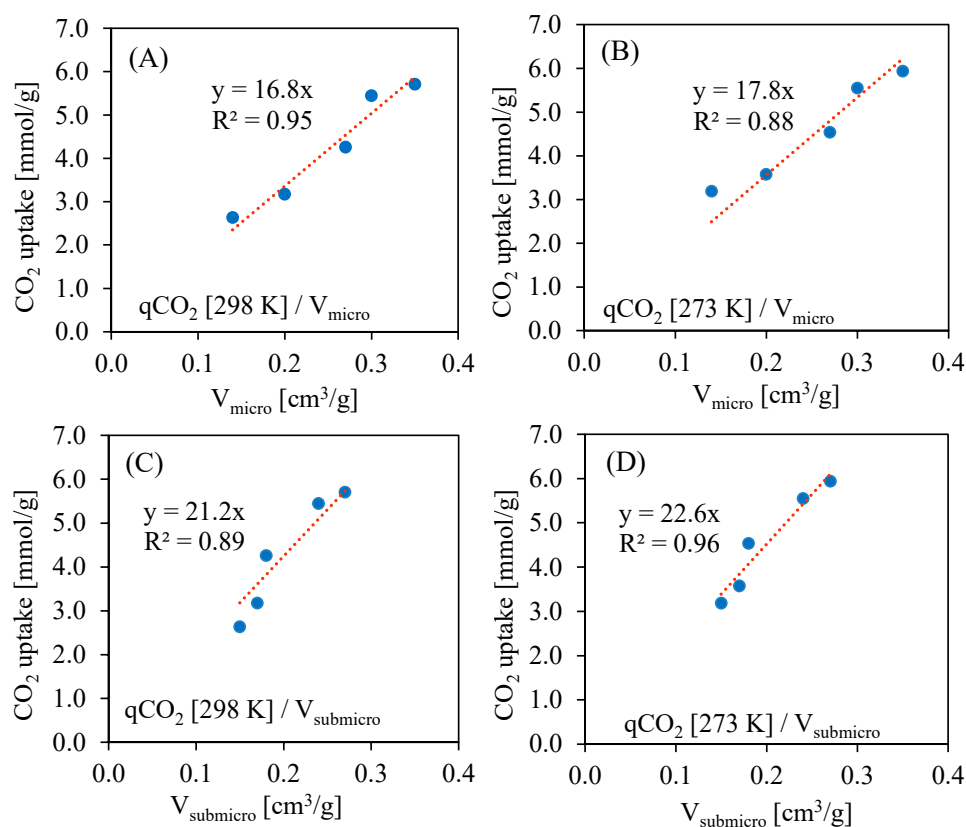 (A)
y = 16.8x
R² = 0.95
CO₂ uptake [mmol/g]
7.0
6.0
5.0
4.0
3.0
2.0
1.0
0.0
qCO₂ [298 K] / Vmicro
0.0 0.1 0.2 0.3 0.4
Vmicro [cm³/g]
(B)
y = 17.8x
R² = 0.88
CO₂ uptake [mmol/g]
7.0
6.0
5.0
4.0
3.0
2.0
1.0
0.0
qCO₂ [273 K] / Vmicro
0.0 0.1 0.2 0.3 0.4
Vmicro [cm³/g]
(C)
y = 21.2x
R² = 0.89
CO₂ uptake [mmol/g]
7.0
6.0
5.0
4.0
3.0
2.0
1.0
0.0
qCO₂ [298 K] / Vsubmicro
0.0 0.1 0.2 0.3 0.4
Vsubmicro [cm³/g]
(D)
y = 22.6x
R² = 0.96
CO₂ uptake [mmol/g]
7.0
6.0
5.0
4.0
3.0
2.0
1.0
0.0
qCO₂ [273 K] / Vsubmicro
0.0 0.1 0.2 0.3 0.4
Vsubmicro [cm³/g]